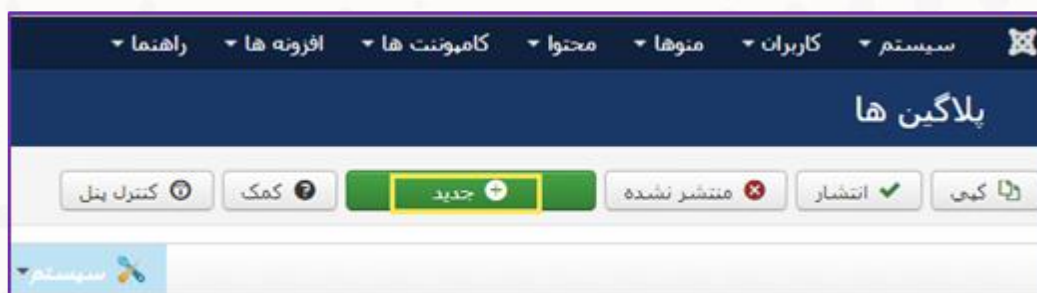 سیستم کاربران منوها محتوا کامپوننت ها افزونه ها راهنما
پلاگین ها
کپی انتشار منتشر نشده جدید کمک کنترل پنل
سیستم